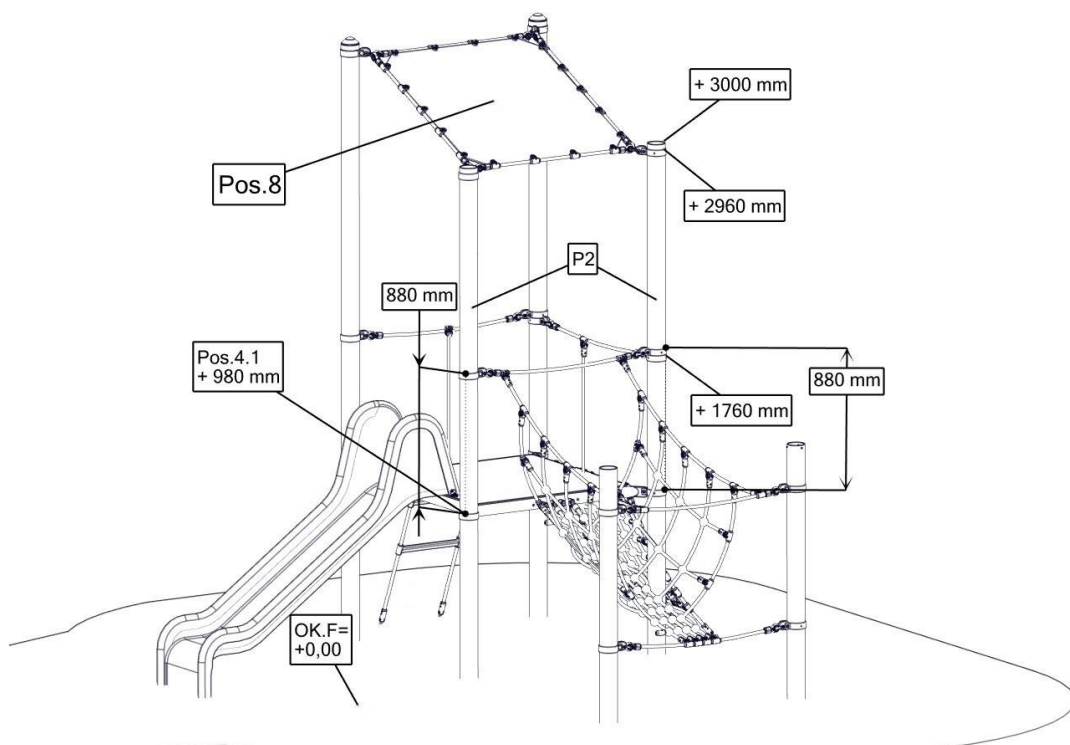 + 3000 mm
Pos.8
+ 2960 mm
P2
880 mm
Pos.4.1
+ 980 mm
880 mm
+ 1760 mm
OK.F=
+0,00